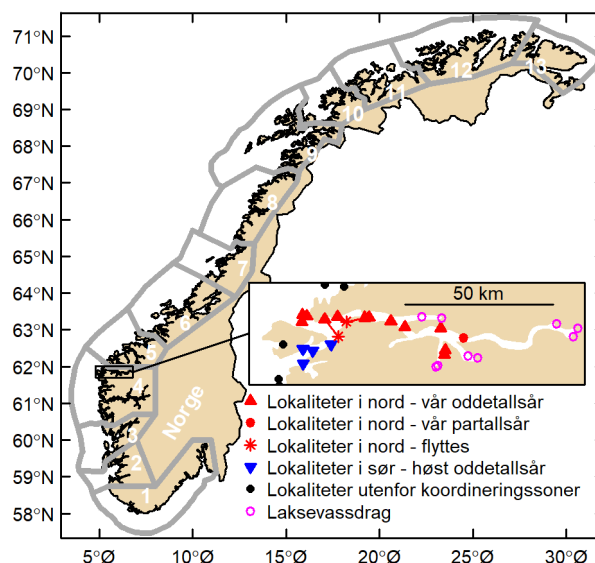 71°N
70°N
69°N
68°N
67°N
66°N
65°N
64°N
63°N
62°N
61°N
60°N
59°N
58°N
13
12
11
10
9
8
7
6
5
4
3
2
1
Norge
50 km
Lokaliteter i nord - vår oddetallsår
Lokaliteter i nord - vår partallsår
Lokaliteter i nord - flyttes
Lokaliteter i sør - høst oddetallsår
Lokaliteter utenfor koordineringssoner
Laksevassdrag
5°Ø
10°Ø
15°Ø
20°Ø
25°Ø
30°Ø